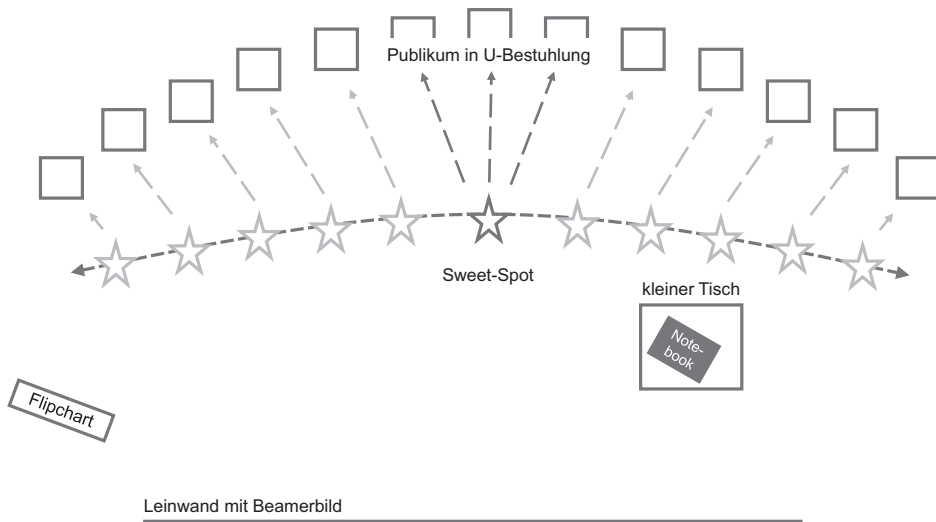 Publikum in U-Bestuhlung
Sweet-Spot
kleiner Tisch
Note-
book
Flipchart
Leinwand mit Beamerbild